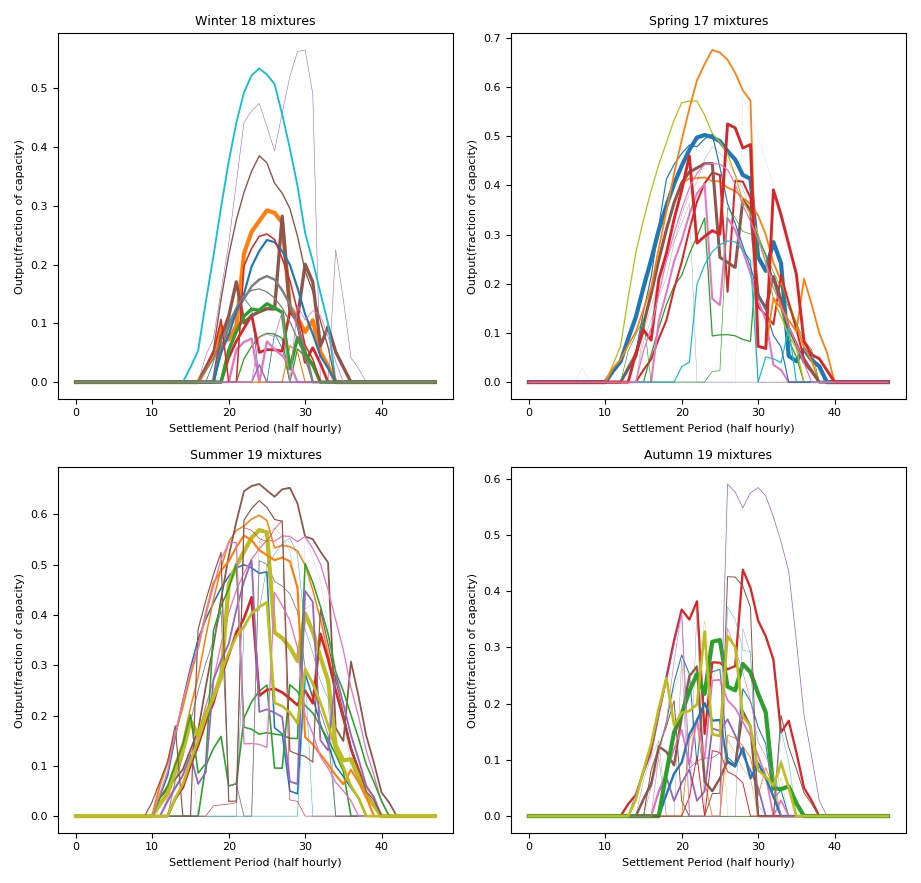 Winter 18 mixtures
Output(fraction of capacity)
0.5
0.4
0.3
0.2
0.1
0.0
0 10 20 30 40
Settlement Period (half hourly)
Spring 17 mixtures
Output(fraction of capacity)
0.7
0.6
0.5
0.4
0.3
0.2
0.1
0.0
0 10 20 30 40
Settlement Period (half hourly)
Summer 19 mixtures
Output(fraction of capacity)
0.6
0.5
0.4
0.3
0.2
0.1
0.0
0 10 20 30 40
Settlement Period (half hourly)
Autumn 19 mixtures
Output(fraction of capacity)
0.6
0.5
0.4
0.3
0.2
0.1
0.0
0 10 20 30 40
Settlement Period (half hourly)